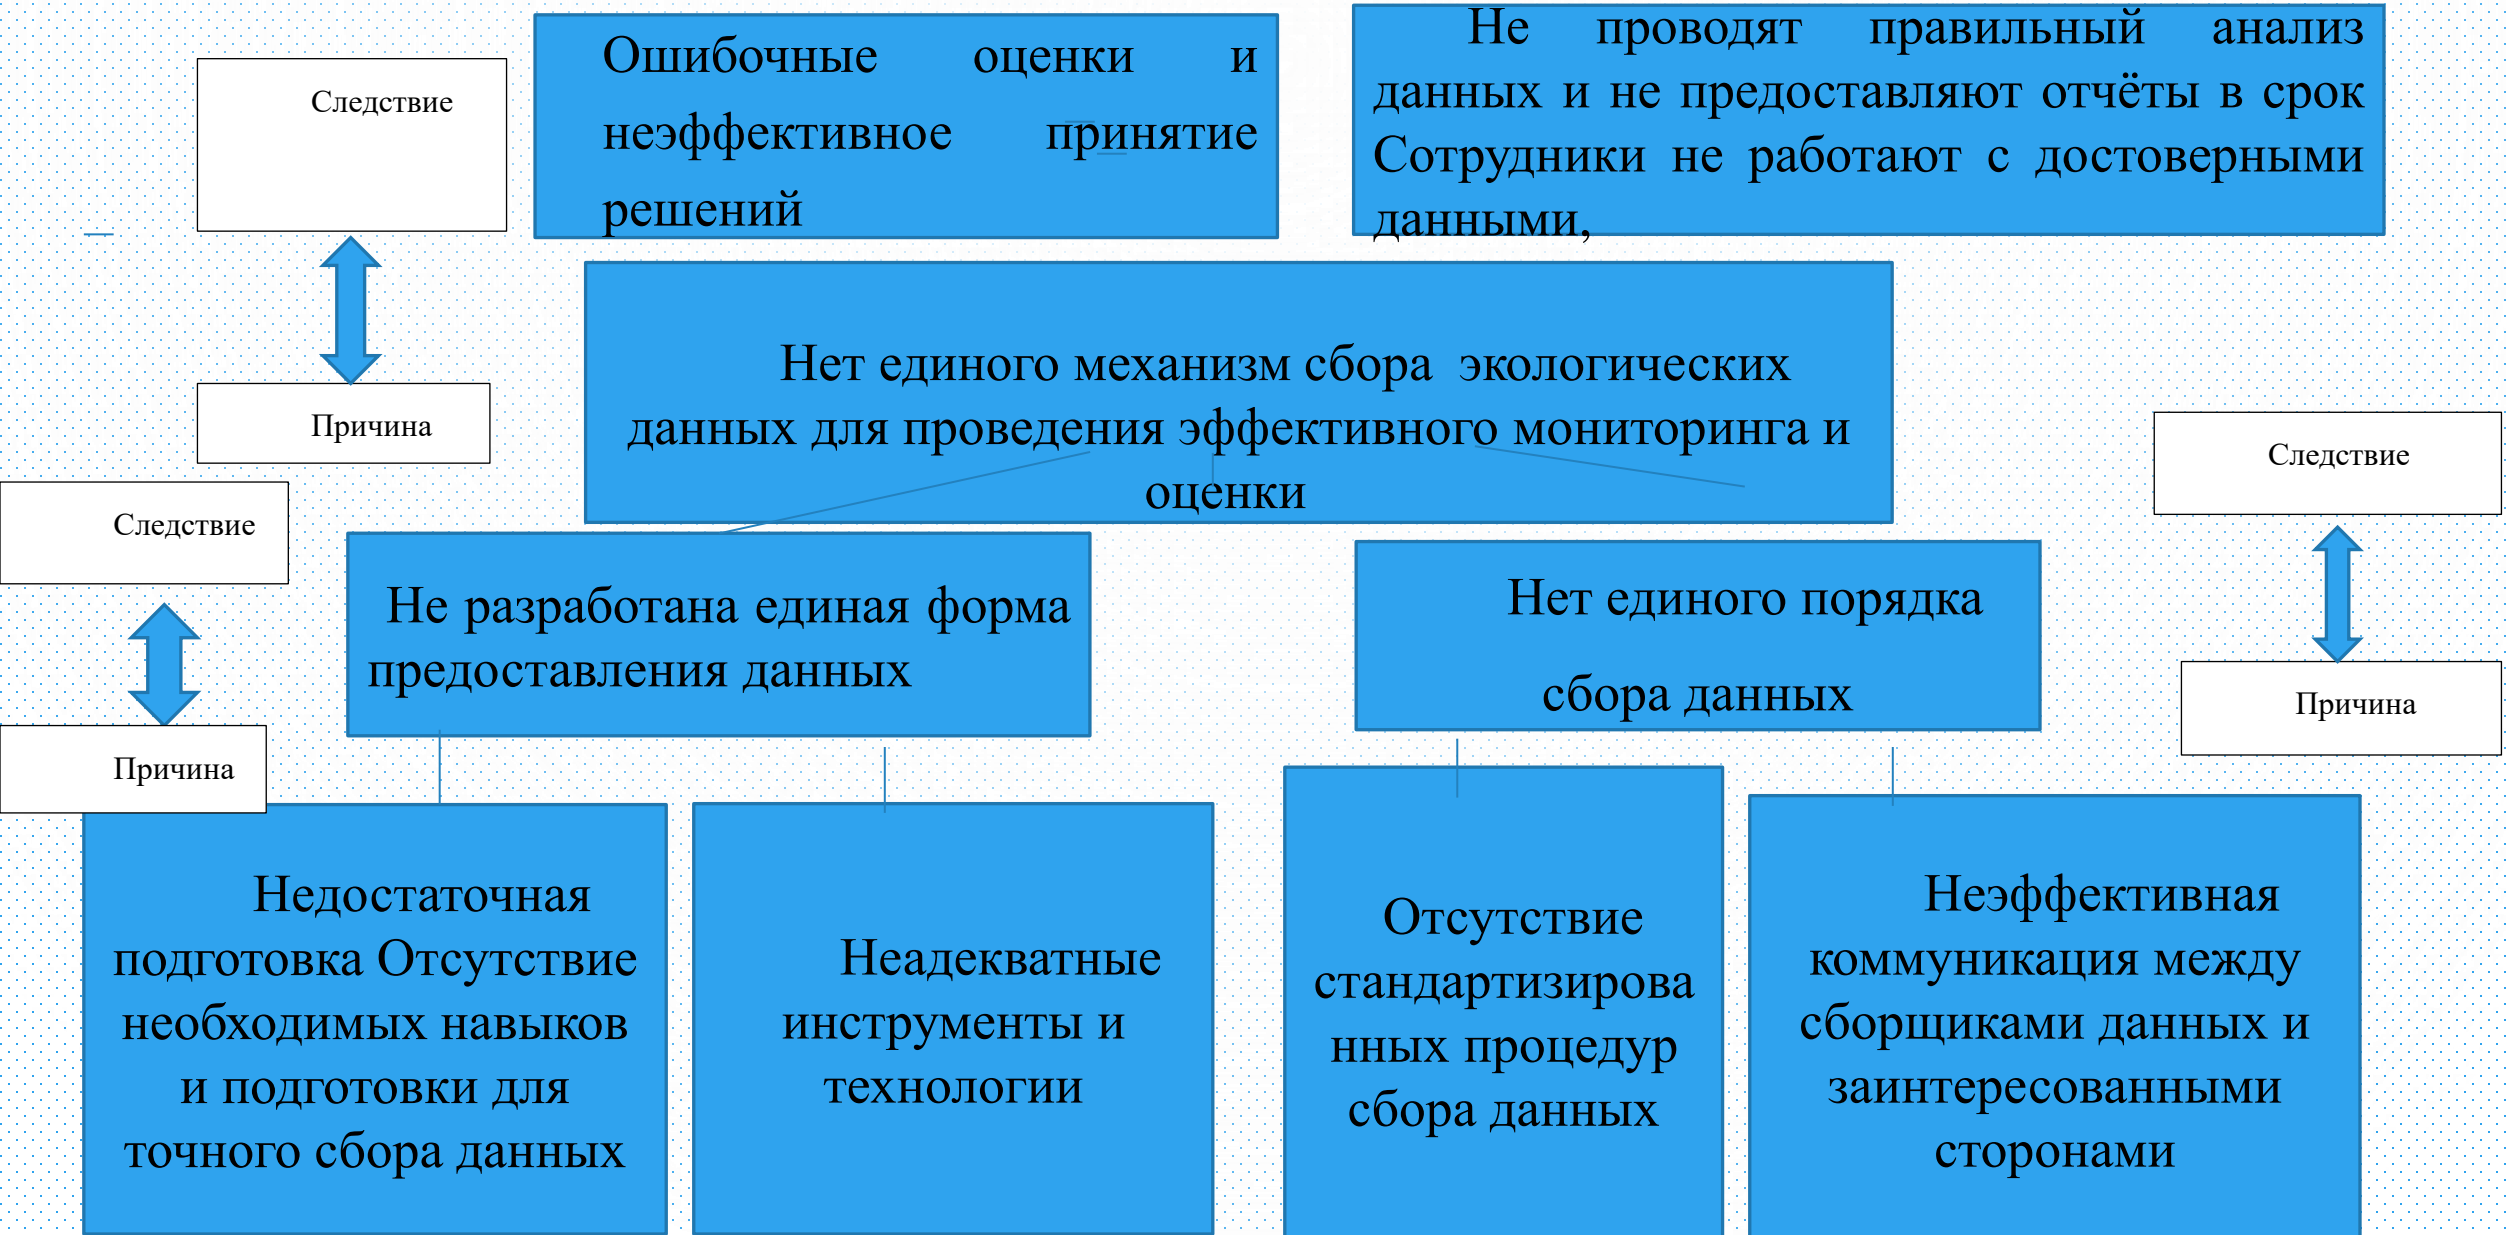 Следствие
Ошибочные оценки и
неэффективное принятие
решений
Не проводят правильный анализ
данных и не предоставляют отчёты в срок
Сотрудники не работают с достоверными
данными,
Нет единого механизм сбора экологических
данных для проведения эффективного мониторинга и
оценки
Причина
Следствие
Следствие
Не разработана единая форма
предоставления данных
Нет единого порядка
сбора данных
Причина
Причина
Недостаточная
подготовка Отсутствие
необходимых навыков
и подготовки для
точного сбора данных
Неадекватные
инструменты и
технологии
Отсутствие
стандартизирова
нных процедур
сбора данных
Неэффективная
коммуникация между
сборщиками данных и
заинтересованными
сторонами